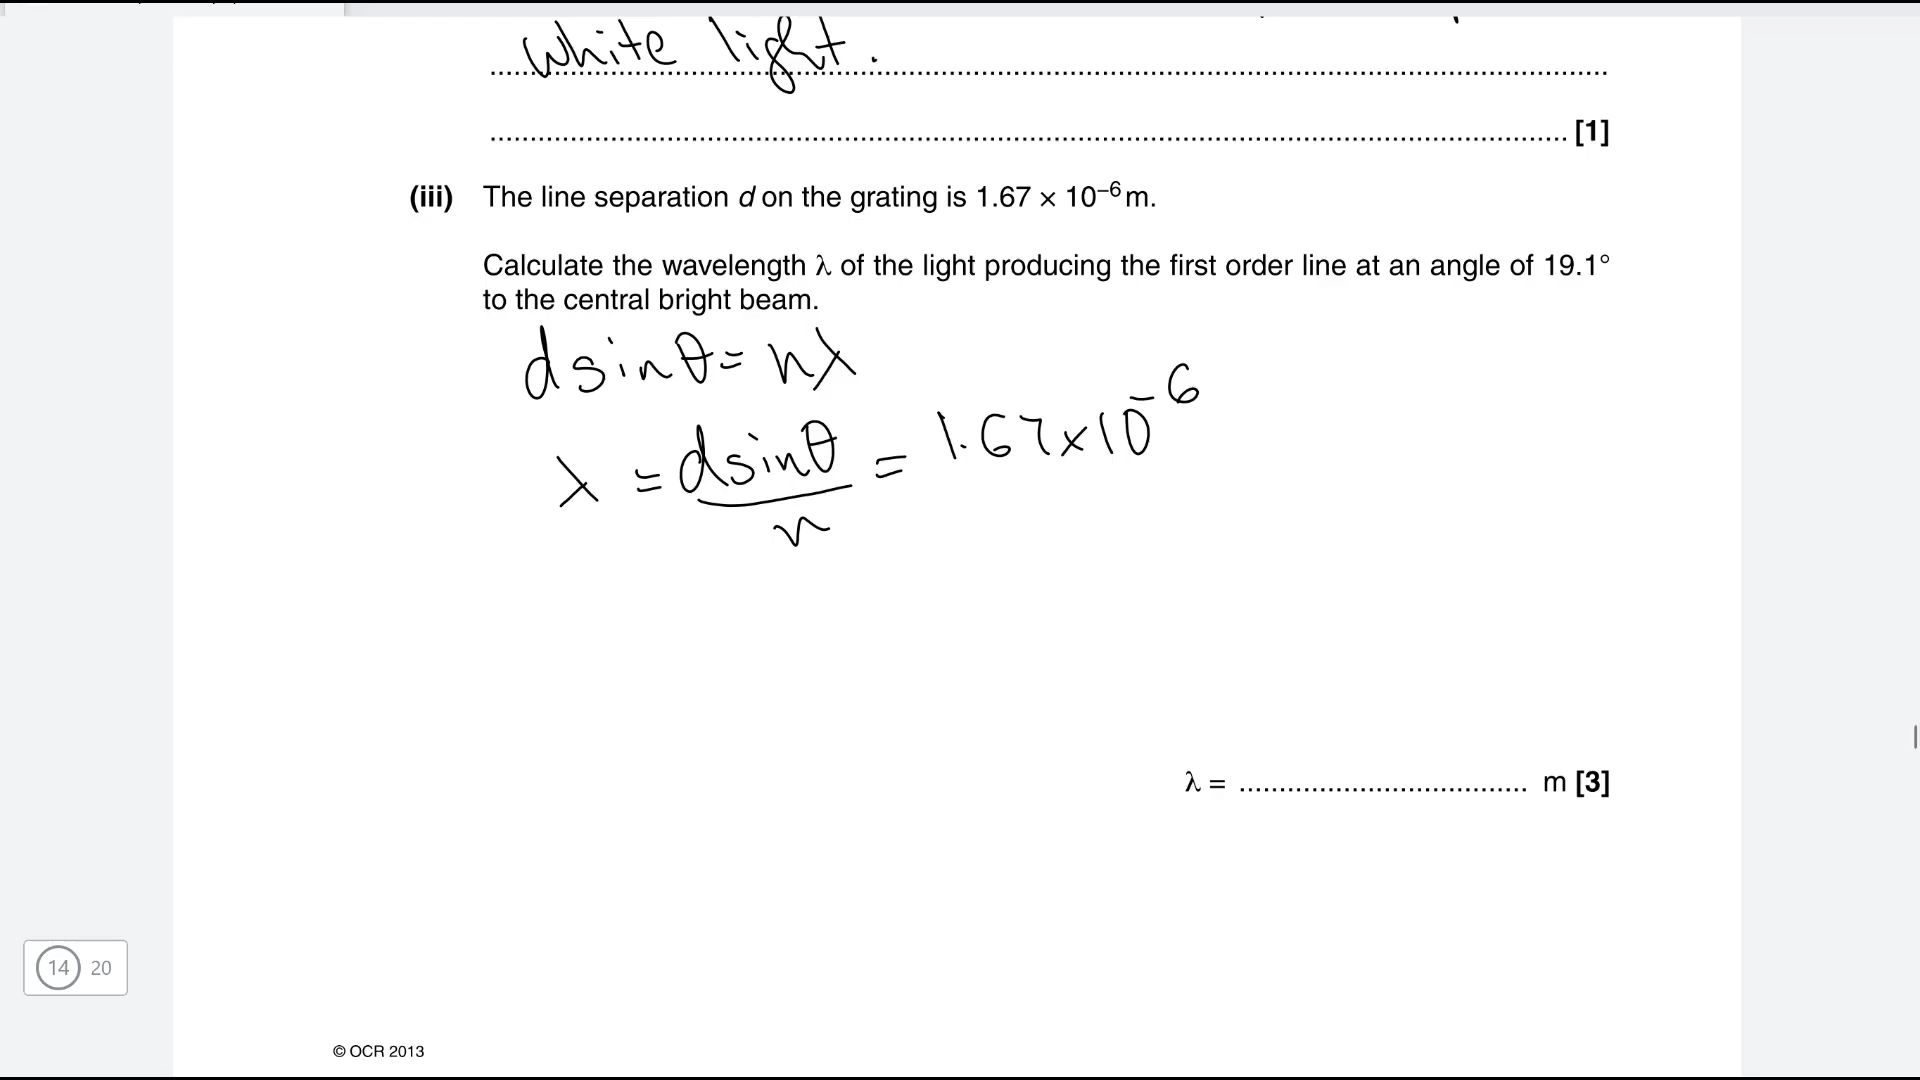 white light.
[1]
(iii) The line separation d on the grating is 1.67 × 10⁻⁶ m.
Calculate the wavelength λ of the light producing the first order line at an angle of 19.1°
to the central bright beam.
dsinθ = nλ
λ = dsinθ/n = 1.67×10⁻⁶
λ = .................................... m [3]
14 20
© OCR 2013